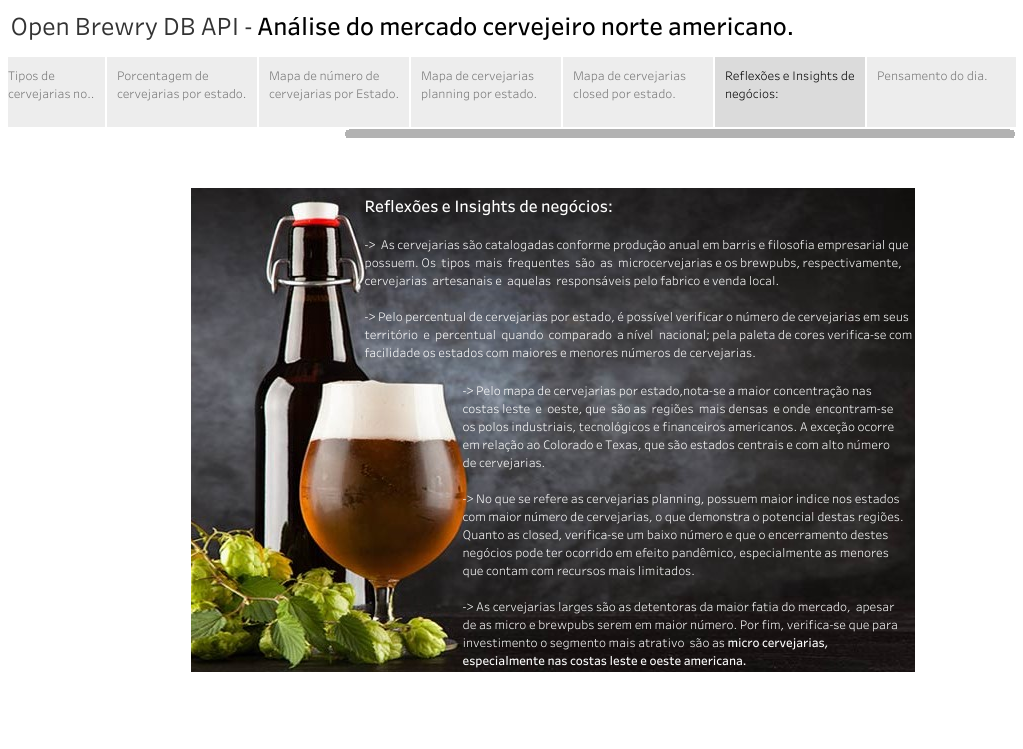 Open Brewry DB API - Análise do mercado cervejeiro norte americano.
Tipos de
cervejarias no..
Porcentagem de
cervejarias por estado.
Mapa de número de
cervejarias por Estado.
Mapa de cervejarias
planning por estado.
Mapa de cervejarias
closed por estado.
Reflexões e Insights de
negócios:
Pensamento do dia.
Reflexões e Insights de negócios:
-> As cervejarias são catalogadas conforme produção anual em barris e filosofia empresarial que
possuem. Os tipos mais frequentes são as microcervejarias e os brewpubs, respectivamente,
cervejarias artesanais e aquelas responsáveis pelo fabrico e venda local.
-> Pelo percentual de cervejarias por estado, é possível verificar o número de cervejarias em seus
território e percentual quando comparado a nível nacional; pela paleta de cores verifica-se com
facilidade os estados com maiores e menores números de cervejarias.
-> Pelo mapa de cervejarias por estado,nota-se a maior concentração nas
costas leste e oeste, que são as regiões mais densas e onde encontram-se
os polos industriais, tecnológicos e financeiros americanos. A exceção ocorre
em relação ao Colorado e Texas, que são estados centrais e com alto número
de cervejarias.
-> No que se refere as cervejarias planning, possuem maior indice nos estados
com maior número de cervejarias, o que demonstra o potencial destas regiões.
Quanto as closed, verifica-se um baixo número e que o encerramento destes
negócios pode ter ocorrido em efeito pandêmico, especialmente as menores
que contam com recursos mais limitados.
-> As cervejarias larges são as detentoras da maior fatia do mercado, apesar
de as micro e brewpubs serem em maior número. Por fim, verifica-se que para
investimento o segmento mais atrativo são as micro cervejarias,
especialmente nas costas leste e oeste americana.